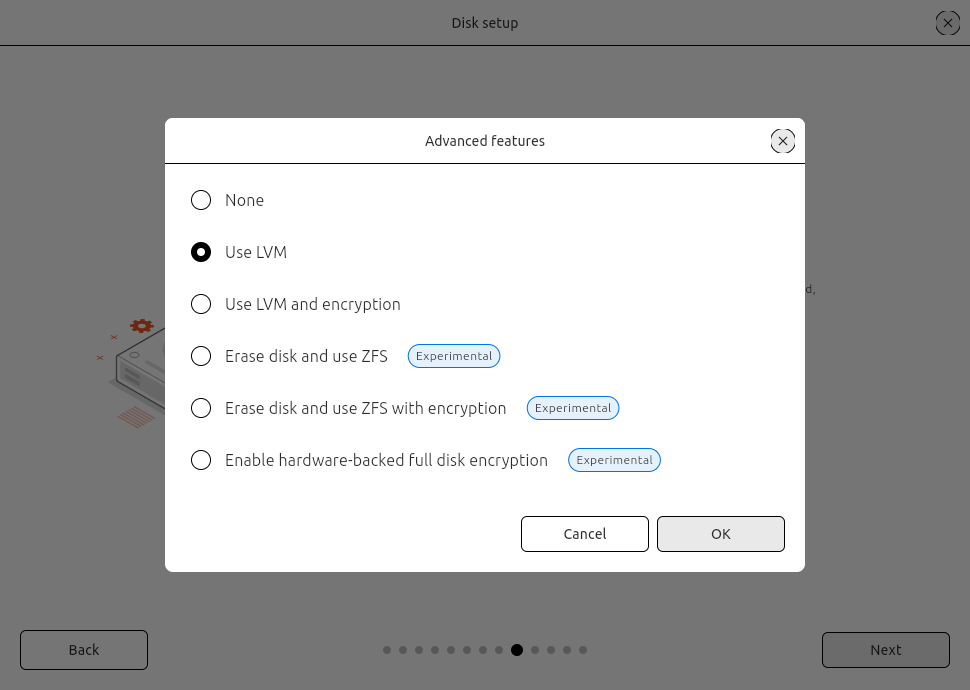 Disk setup
Advanced features
None
Use LVM
d,
Use LVM and encryption
Erase disk and use ZFS Experimental
Erase disk and use ZFS with encryption Experimental
Enable hardware-backed full disk encryption Experimental
Cancel OK
Back Next